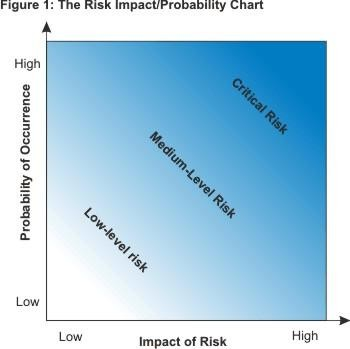 Figure 1: The Risk Impact/Probability Chart
High
Probability of Occurrence
Critical Risk
Medium-Level Risk
Low-level risk
Low
Low
Impact of Risk
High